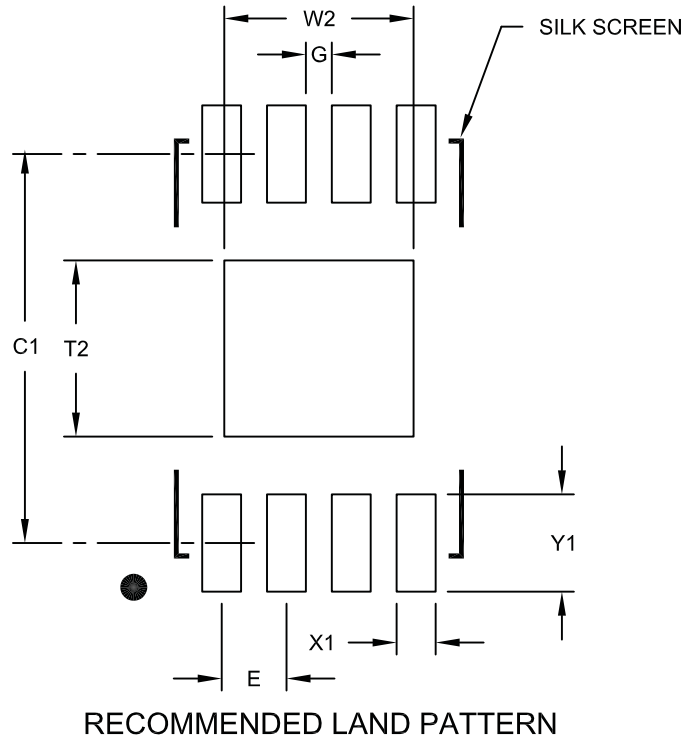 W2
SILK SCREEN
G
C1
T2
Y1
X1
E
RECOMMENDED LAND PATTERN